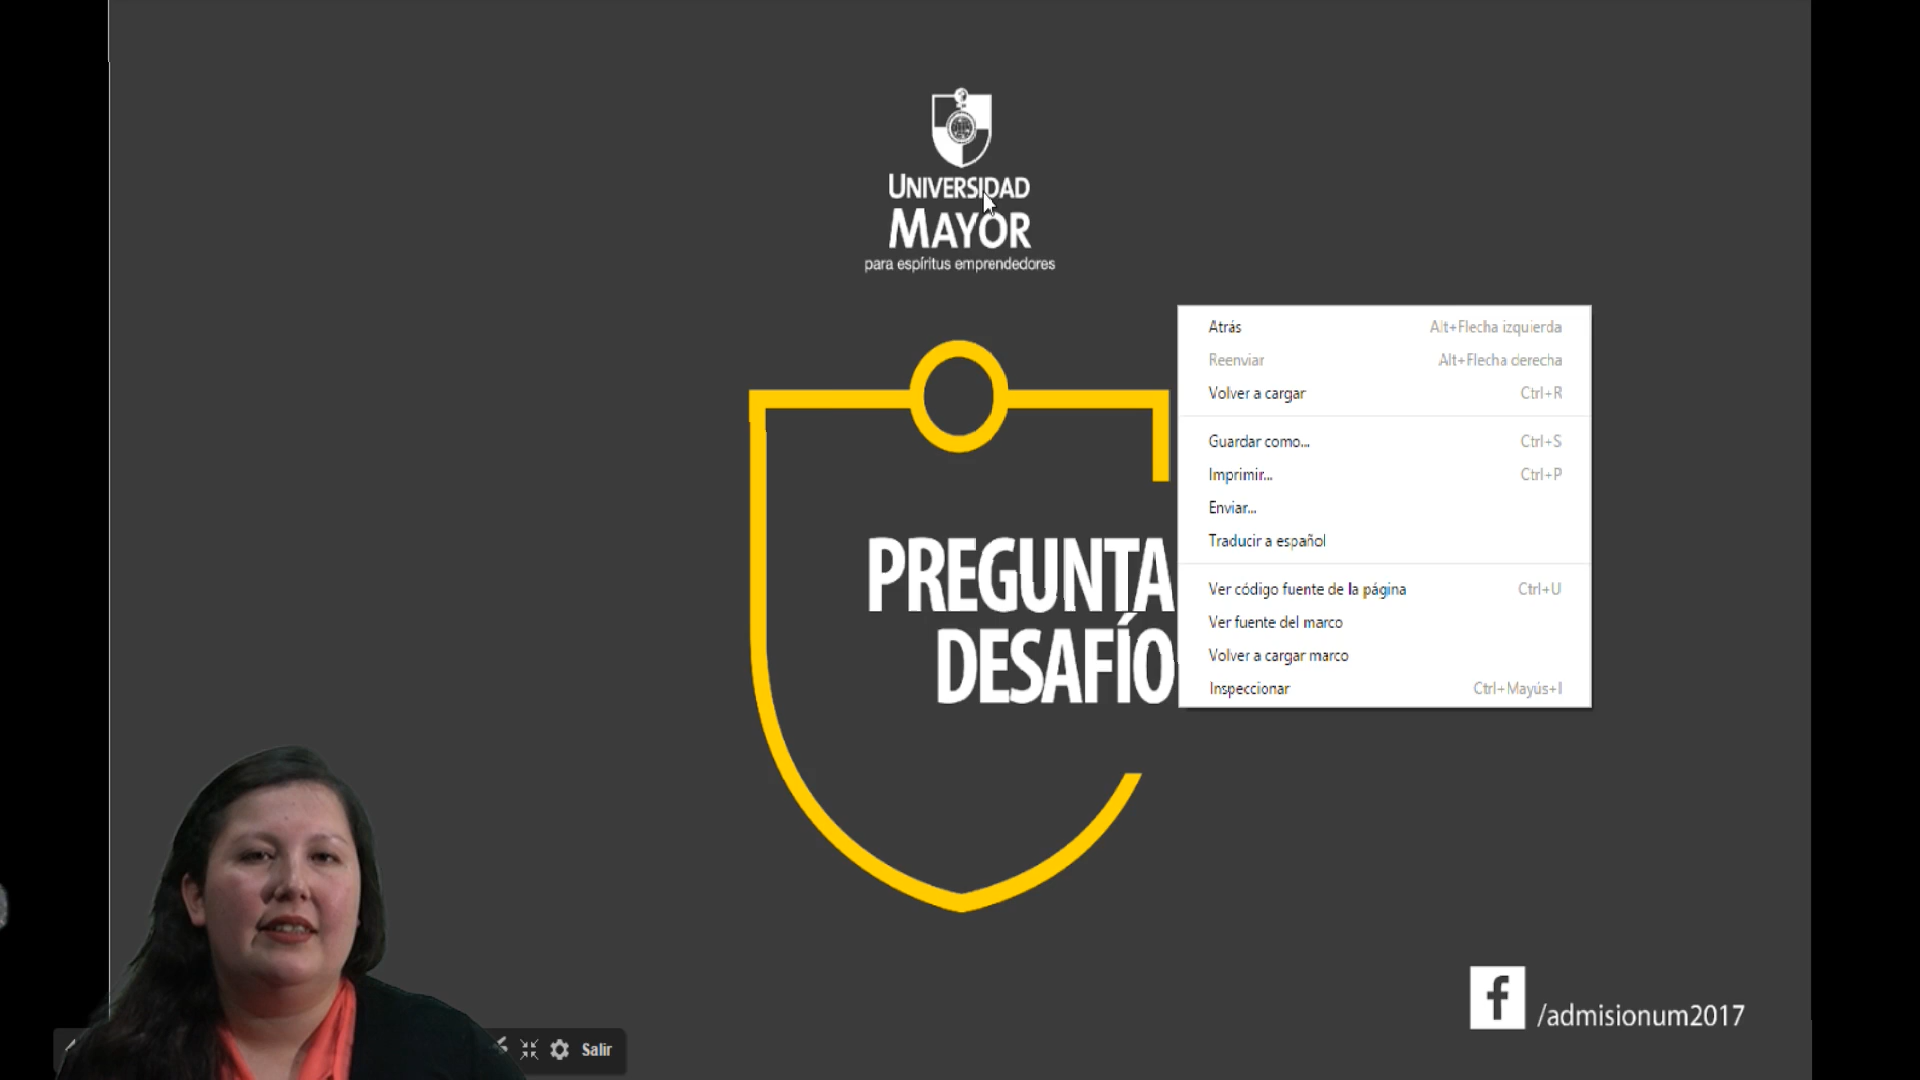 UNIVERSIDAD
MAYOR
para espíritus emprendedores
Atrás Alt+Flecha izquierda
Reenviar Alt+Flecha derecha
Volver a cargar Ctrl+R
Guardar como... Ctrl+S
Imprimir... Ctrl+P
Enviar...
Traducir a español
Ver código fuente de la página Ctrl+U
Ver fuente del marco
Volver a cargar marco
Inspeccionar Ctrl+Mayús+I
PREGUNTA
DESAFÍO
f /admisionum2017
Salir